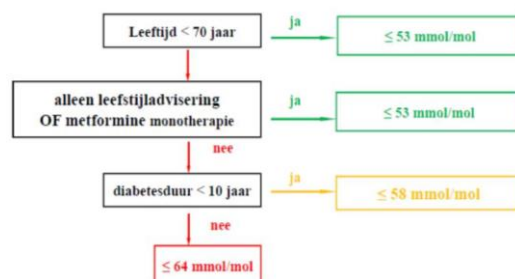 Leeftijd < 70 jaar
ja
≤ 53 mmol/mol
alleen leefstijladvisering
OF metformine monotherapie
ja
≤ 53 mmol/mol
nee
diabetesduur < 10 jaar
ja
≤ 58 mmol/mol
nee
≤ 64 mmol/mol